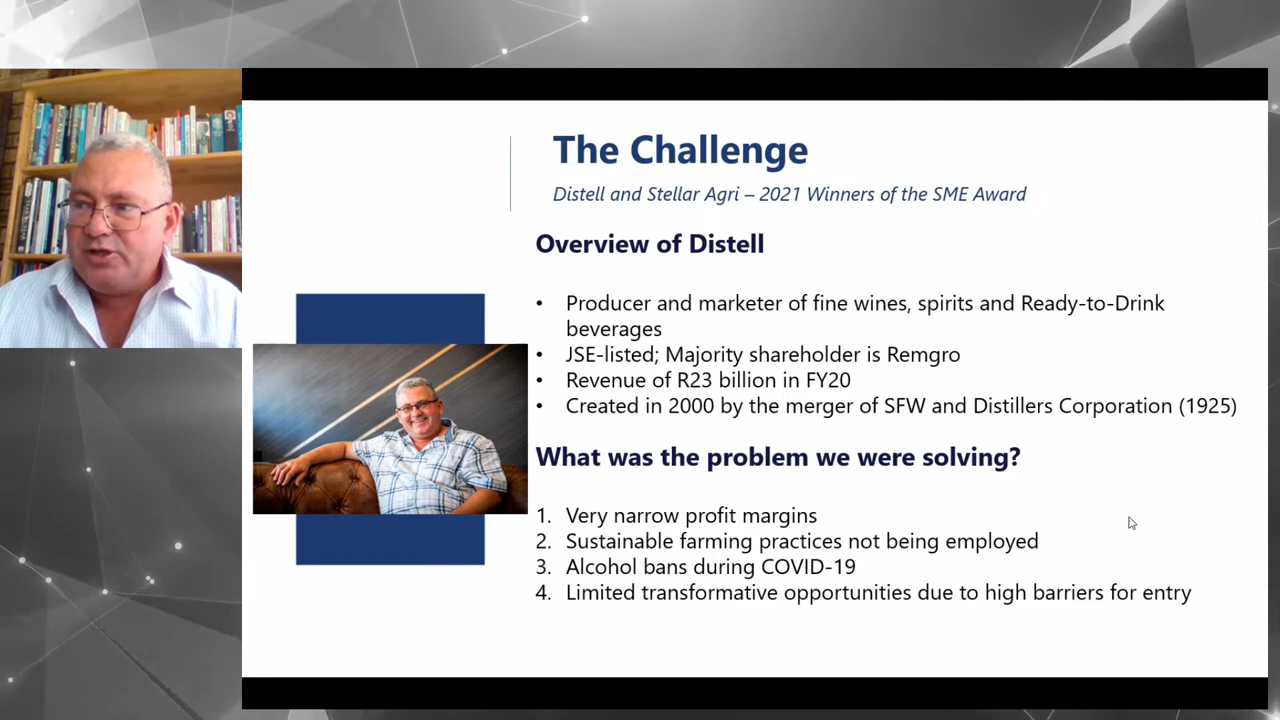 The Challenge
Distell and Stellar Agri – 2021 Winners of the SME Award
Overview of Distell
• Producer and marketer of fine wines, spirits and Ready-to-Drink
beverages
• JSE-listed; Majority shareholder is Remgro
• Revenue of R23 billion in FY20
• Created in 2000 by the merger of SFW and Distillers Corporation (1925)
What was the problem we were solving?
1. Very narrow profit margins
2. Sustainable farming practices not being employed
3. Alcohol bans during COVID-19
4. Limited transformative opportunities due to high barriers for entry